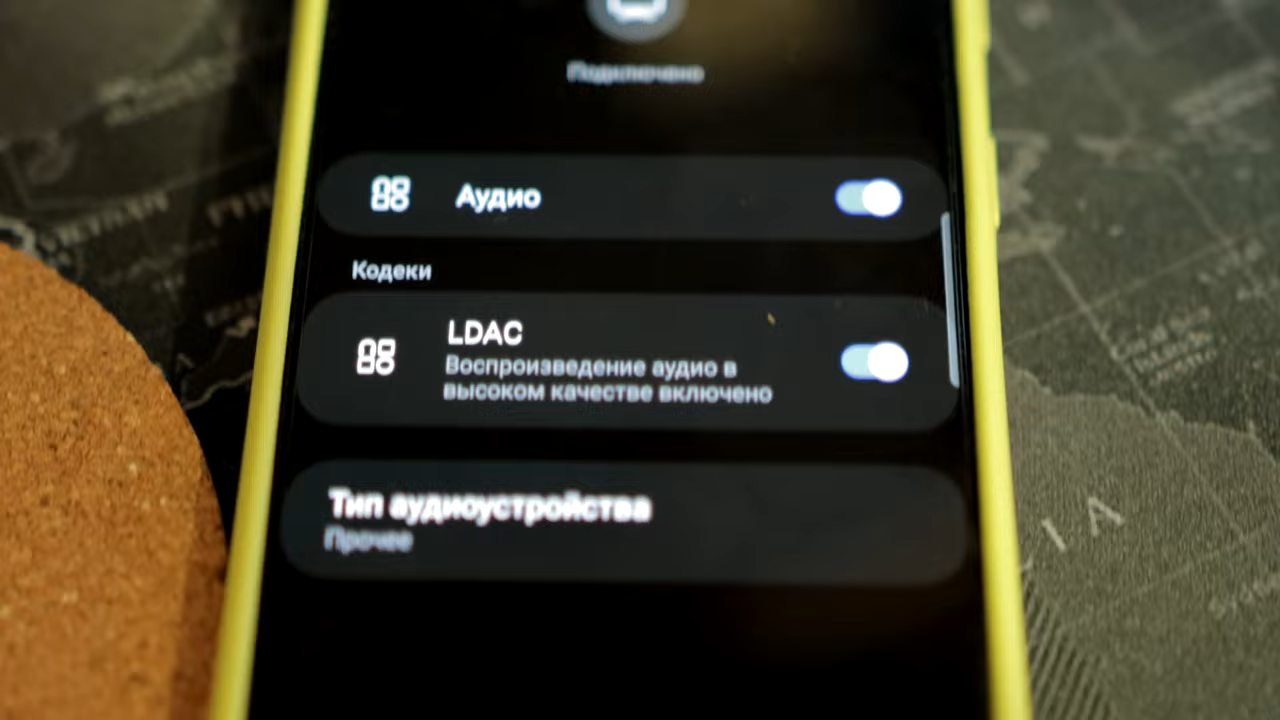 Подключено
Аудио
Кодеки
LDAC
Воспроизведение аудио в
высоком качестве включено
Тип аудиоустройства
Прочее